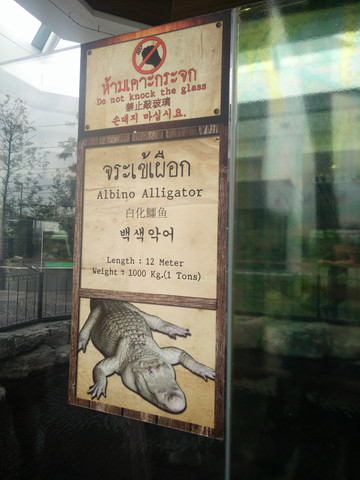 ห้ามเคาะกระจก
Do not knock the glass
禁止敲玻璃
손대지 마십시요.
จระเข้เผือก
Albino Alligator
白化鱷鱼
백색악어
Length : 12 Meter
Weight : 1000 Kg.(1 Tons)